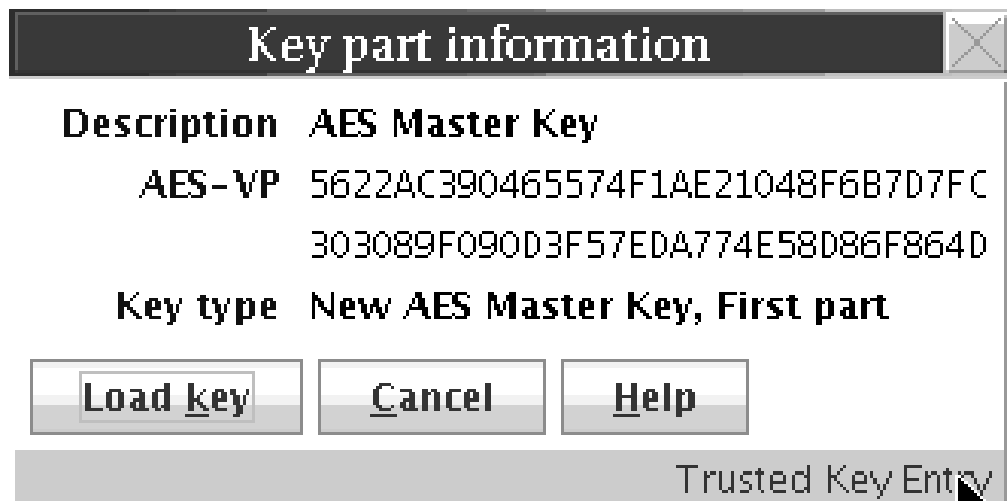 Key part information
Description AES Master Key
AES-VP 5622AC390465574F1AE21048F6B7D7FC
303089F090D3F57EDA774E58D86F864D
Key type New AES Master Key, First part
Load key Cancel Help
Trusted Key Entry